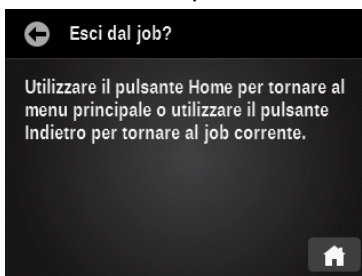 Esci dal job?
Utilizzare il pulsante Home per tornare al
menu principale o utilizzare il pulsante
Indietro per tornare al job corrente.